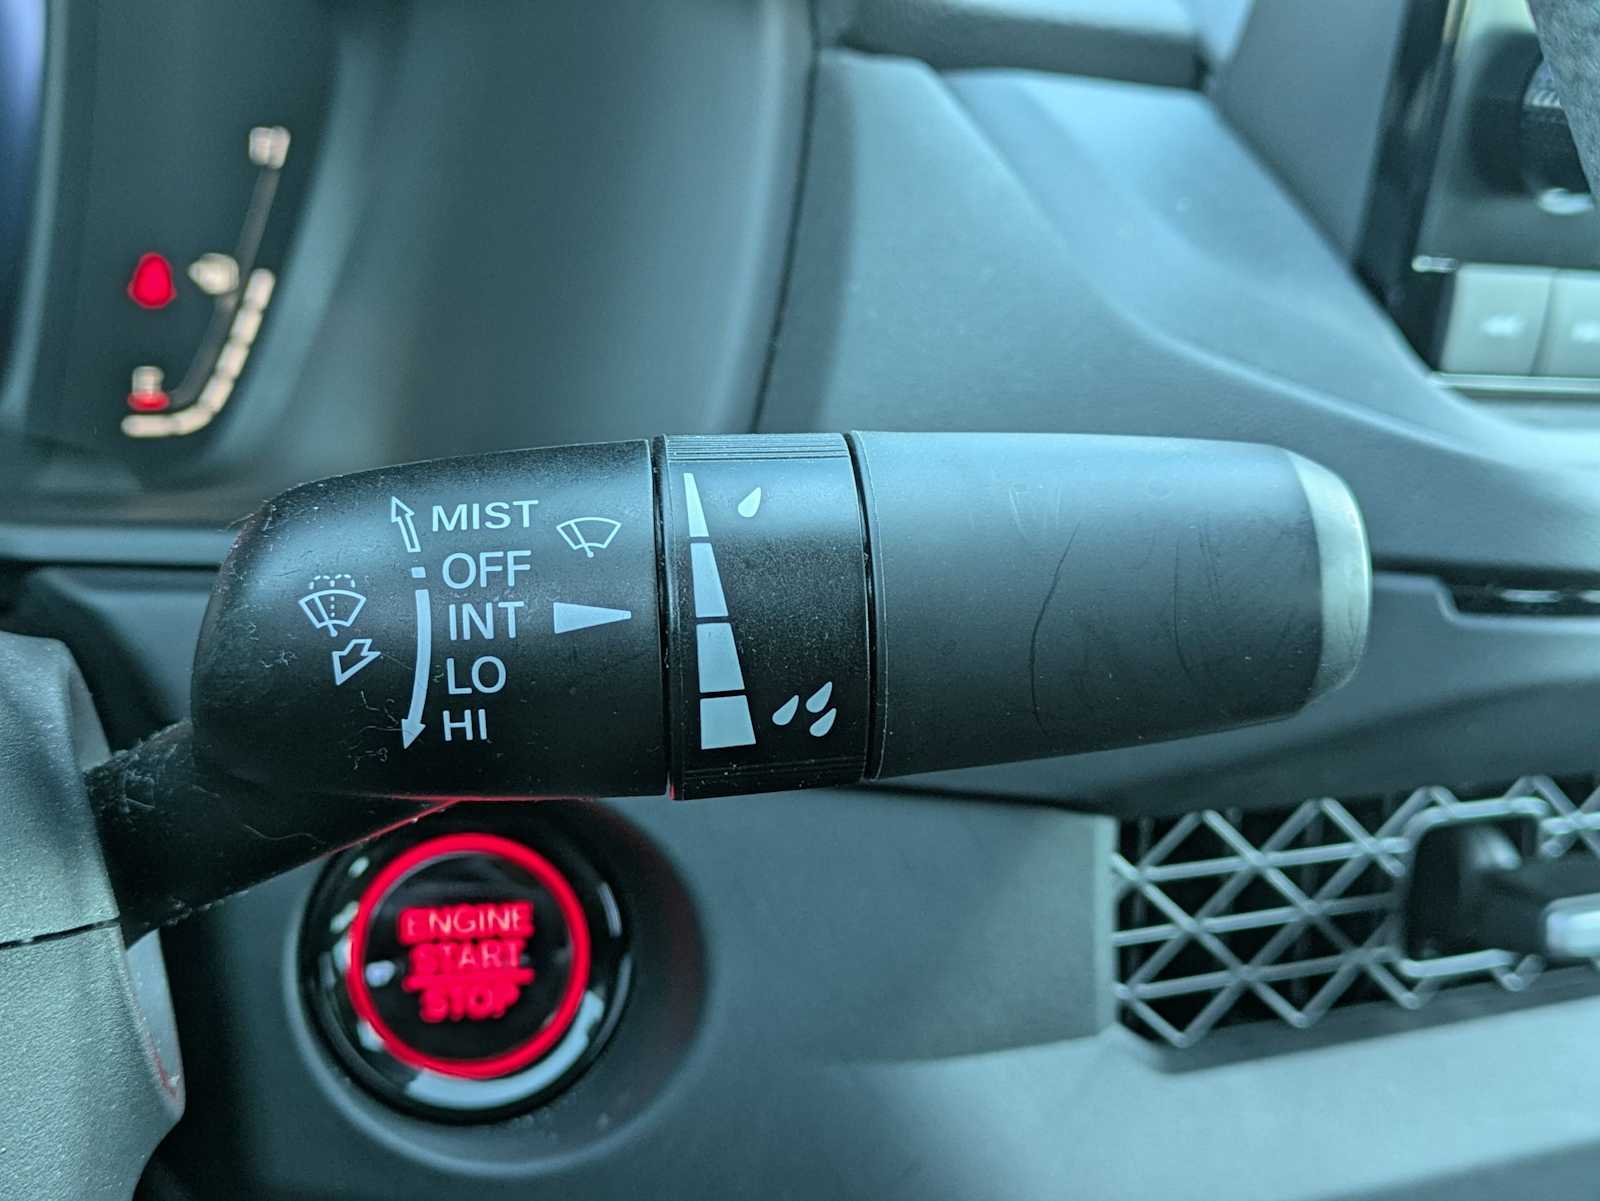 MIST
OFF
INT
LO
HI
ENGINE
START
STOP